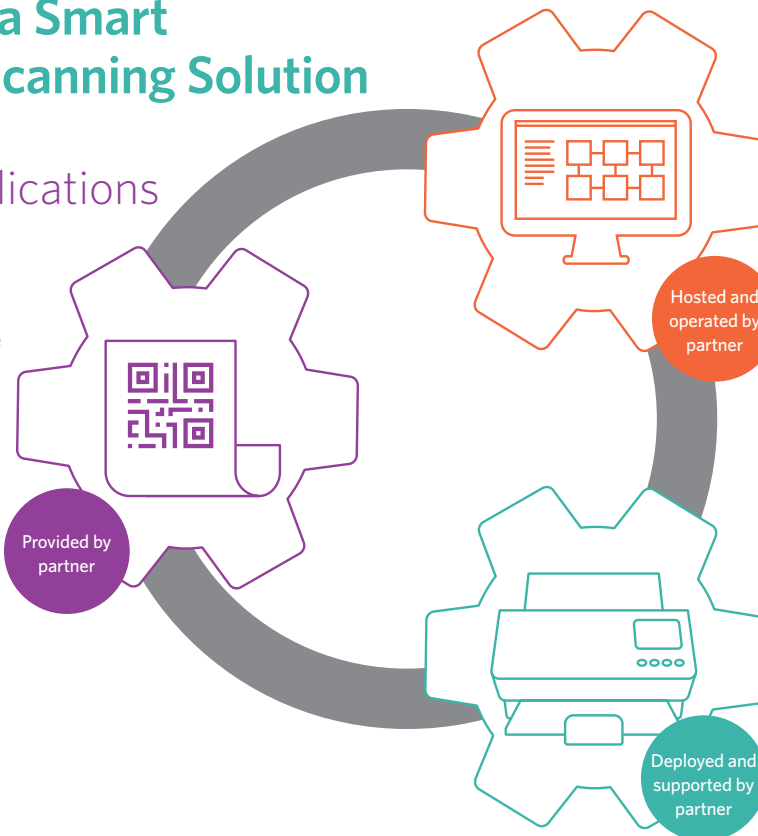 a Smart
canning Solution
lications
Hosted and
operated by
partner
Provided by
partner
Deployed and
supported by
partner